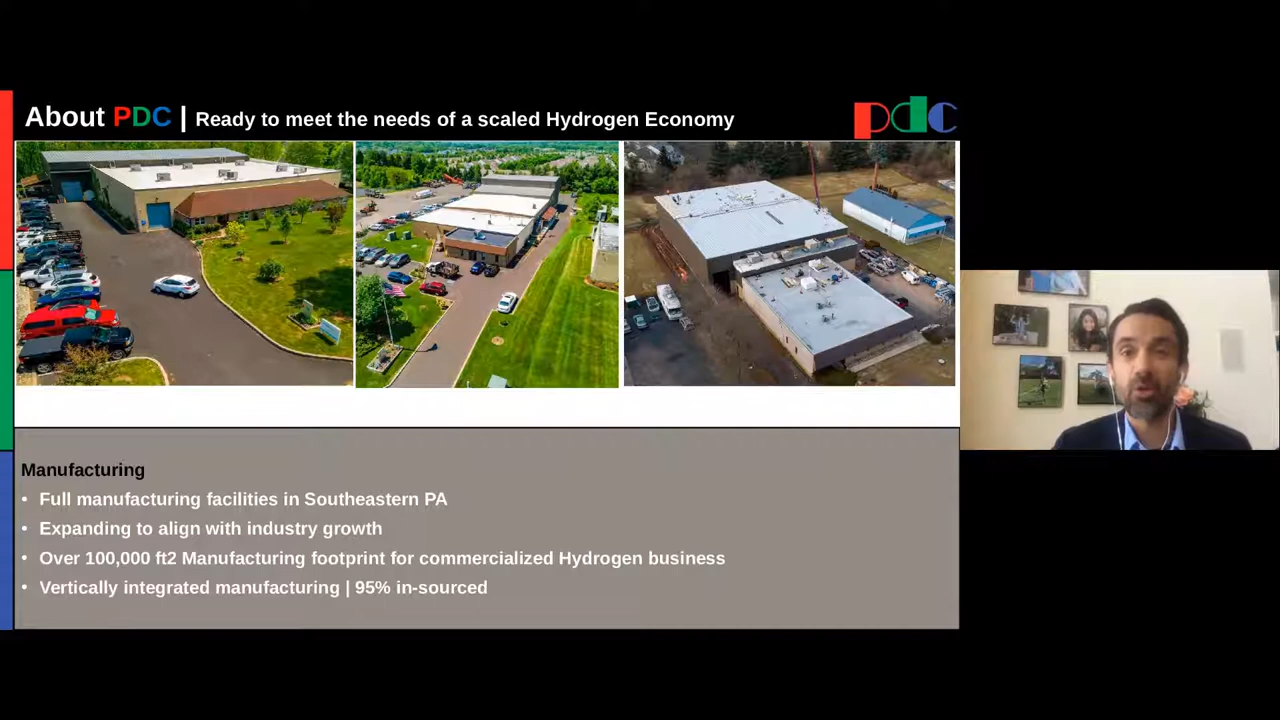 About PDC | Ready to meet the needs of a scaled Hydrogen Economy
pdc
Manufacturing
• Full manufacturing facilities in Southeastern PA
• Expanding to align with industry growth
• Over 100,000 ft2 Manufacturing footprint for commercialized Hydrogen business
• Vertically integrated manufacturing | 95% in-sourced